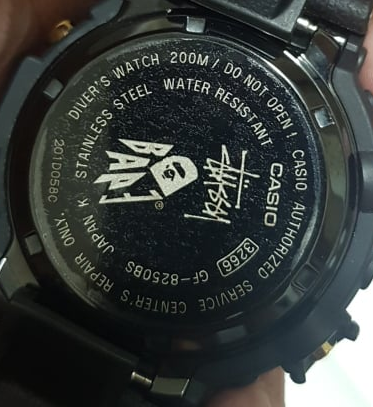 DIVER'S WATCH 200M / DO NOT OPEN! CASIO AUTHORIZED SERVICE CENTER'S REPAIR ONLY.
201D058C
STAINLESS STEEL WATER RESISTANT
CASIO
3266
GF-8250BS
JAPAN K
BAPE
®
STÜSSY